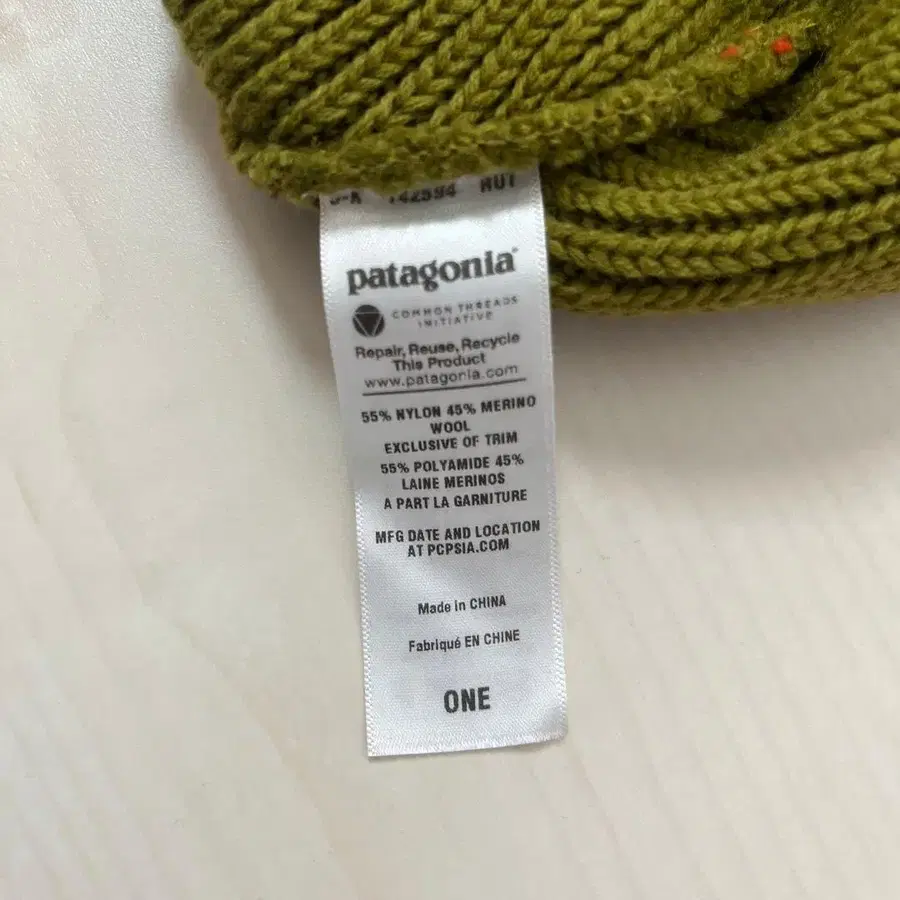 patagonia®
COMMON THREADS
INITIATIVE
Repair, Reuse, Recycle
This Product
www.patagonia.com
55% NYLON 45% MERINO
WOOL
EXCLUSIVE OF TRIM
55% POLYAMIDE 45%
LAINE MERINOS
A PART LA GARNITURE
MFG DATE AND LOCATION
AT PCPSIA.COM
Made in CHINA
Fabriqué EN CHINE
ONE